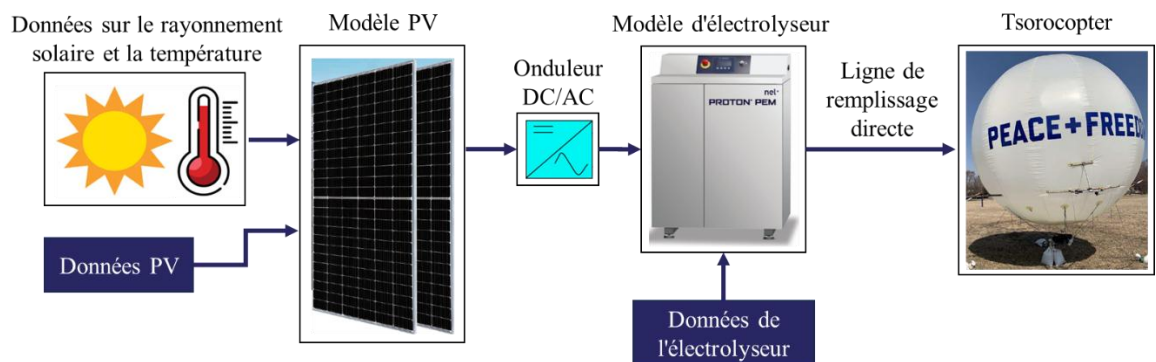 Données sur le rayonnement
solaire et la température
Modèle PV
Onduleur
DC/AC
Modèle d'électrolyseur
nel•
PROTON® PEM
Ligne de
remplissage
directe
Tsorocopter
PEACE+FREED
Données PV
Données de
l'électrolyseur